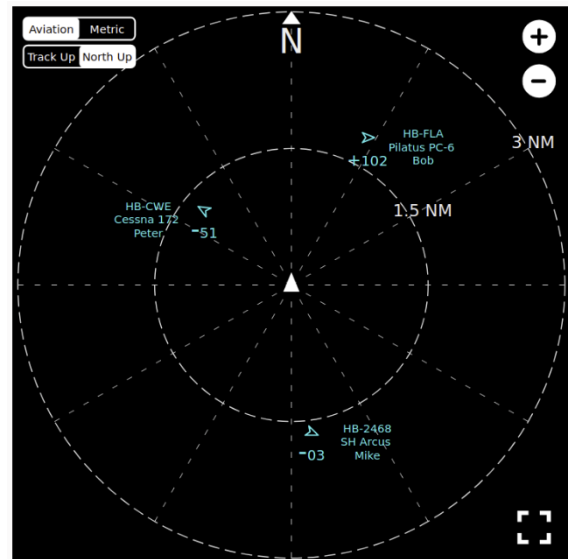 Aviation Metric
Track Up North Up
N
HB-FLA
Pilatus PC-6
Bob
+102
3 NM
1.5 NM
HB-CWE
Cessna 172
Peter
-51
HB-2468
SH Arcus
Mike
-03